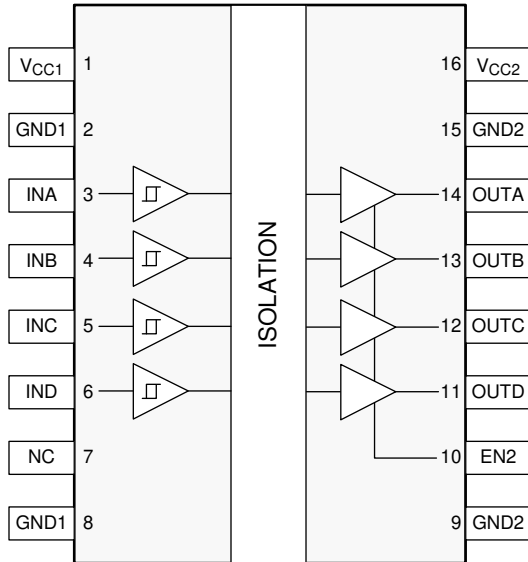 VCC1 1 16 VCC2
GND1 2 15 GND2
INA 3 14 OUTA
INB 4 13 OUTB
INC 5 12 OUTC
IND 6 11 OUTD
NC 7 10 EN2
GND1 8 9 GND2
ISOLATION